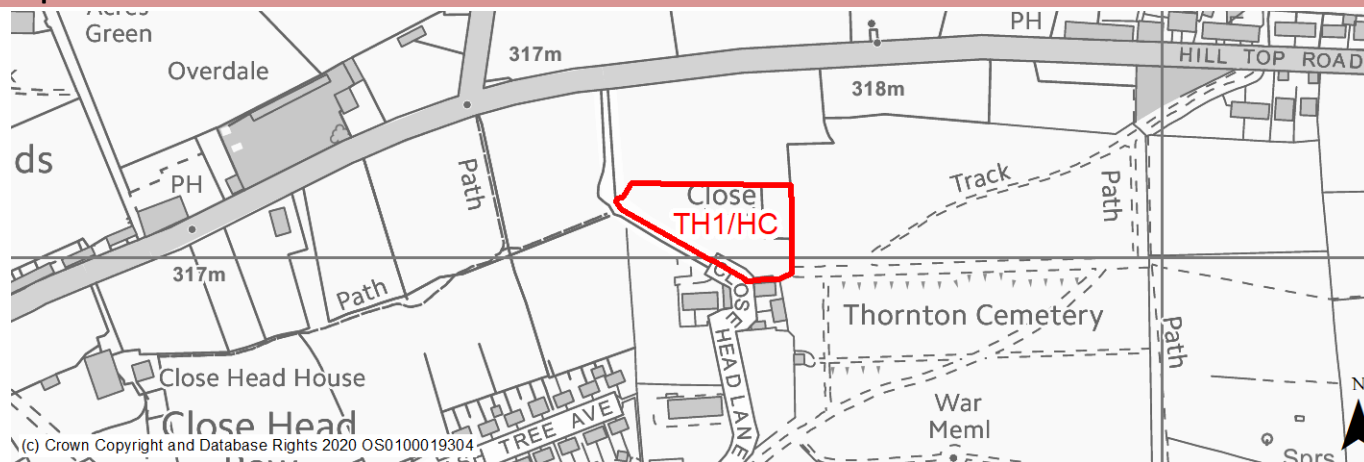 Green
317m
PH
HILL TOP ROAD
Overdale
318m
ds
PH
Path
Close
TH1/HC
Track
Path
317m
Path
CLOSE HEAD LANE
Thornton Cemetery
Path
Close Head House
Close Head
TREE AVE
War
Meml
N
(c) Crown Copyright and Database Rights 2020 OS0100019304